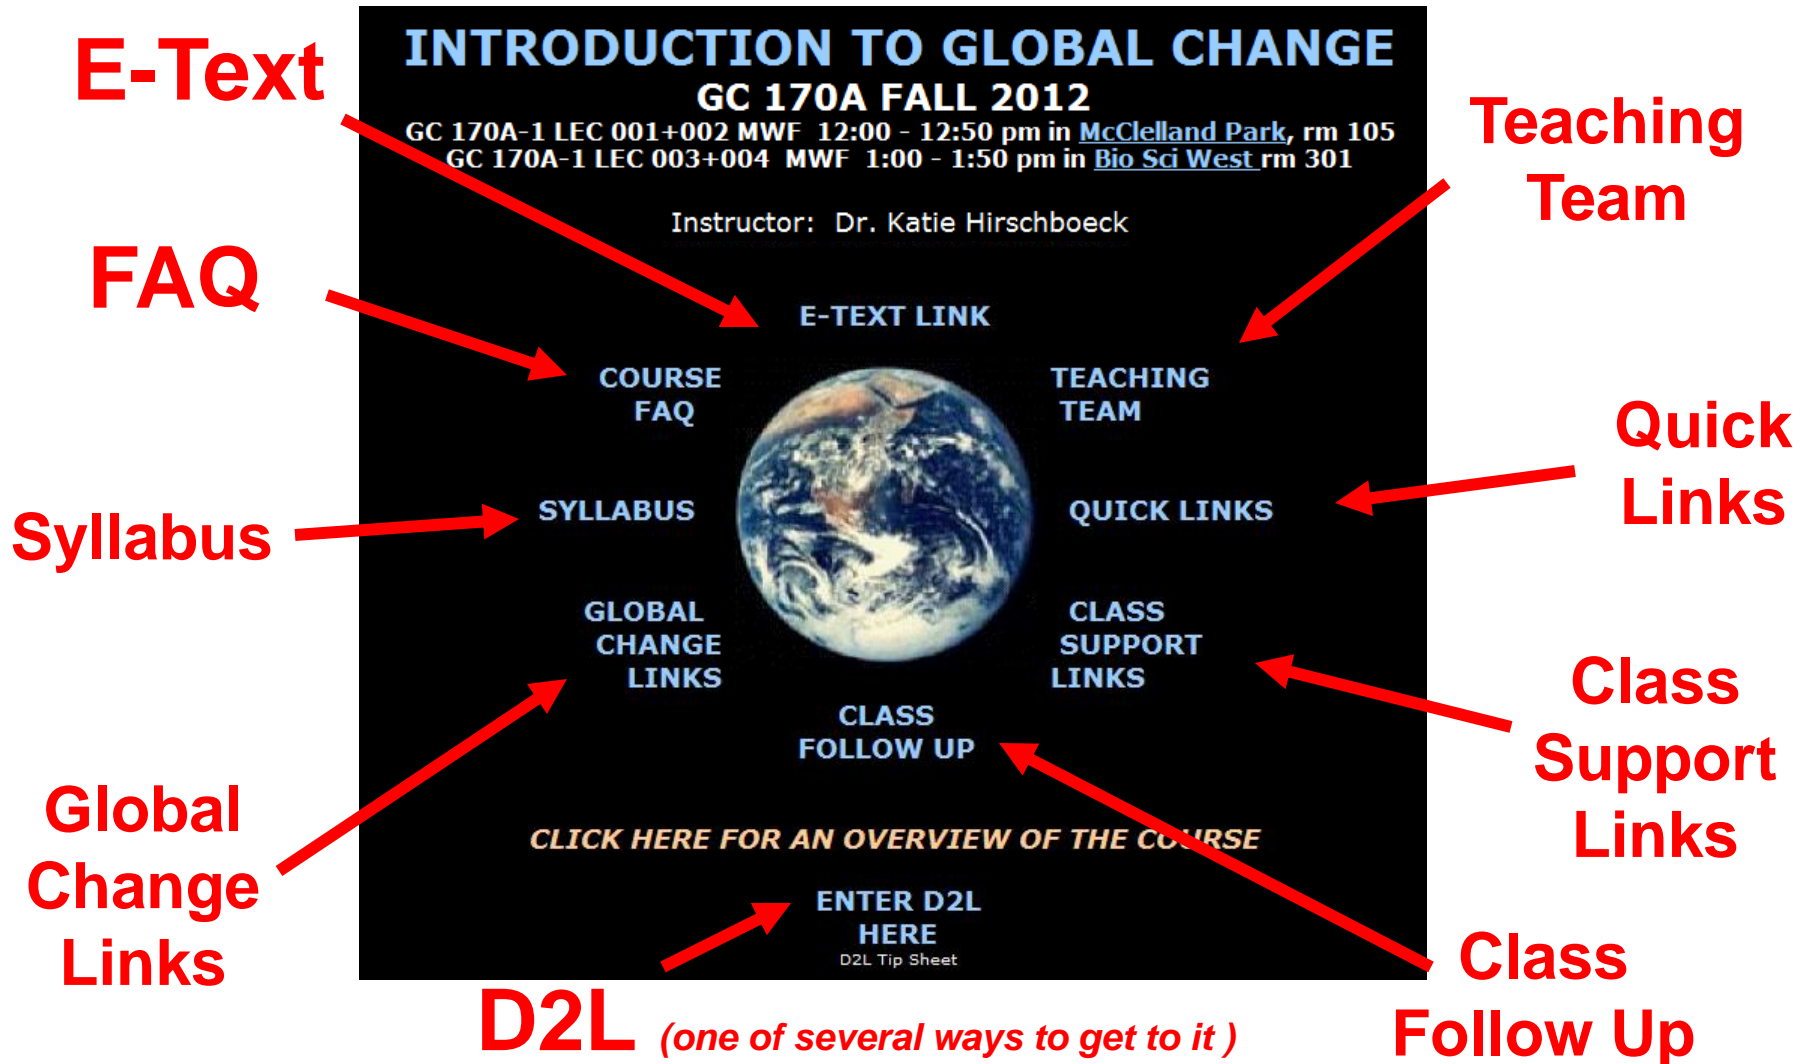 E-Text
INTRODUCTION TO GLOBAL CHANGE
GC 170A FALL 2012
GC 170A-1 LEC 001+002 MWF 12:00 - 12:50 pm in McClelland Park, rm 105
GC 170A-1 LEC 003+004 MWF 1:00 - 1:50 pm in Bio Sci West rm 301
Instructor: Dr. Katie Hirschboeck
Teaching
Team
FAQ
E-TEXT LINK
COURSE
FAQ
TEACHING
TEAM
Quick
Links
Syllabus
SYLLABUS
QUICK LINKS
GLOBAL
CHANGE
LINKS
CLASS
SUPPORT
LINKS
Class
Support
Links
CLASS
FOLLOW UP
Global
Change
Links
CLICK HERE FOR AN OVERVIEW OF THE COURSE
ENTER D2L
HERE
D2L Tip Sheet
D2L (one of several ways to get to it )
Class
Follow Up